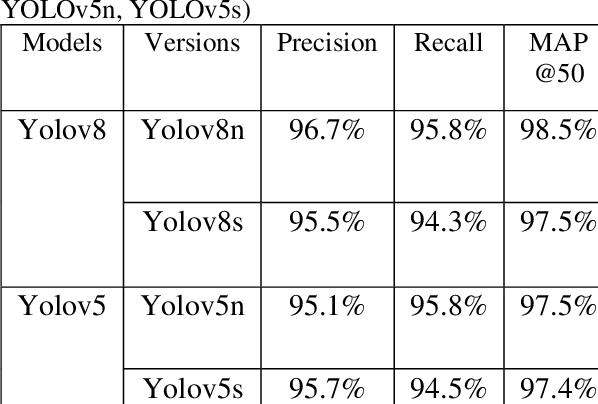 YOLOv5n, YOLOv5s)
Models Versions Precision Recall MAP
@50
Yolov8 Yolov8n 96.7% 95.8% 98.5%
Yolov8s 95.5% 94.3% 97.5%
Yolov5 Yolov5n 95.1% 95.8% 97.5%
Yolov5s 95.7% 94.5% 97.4%